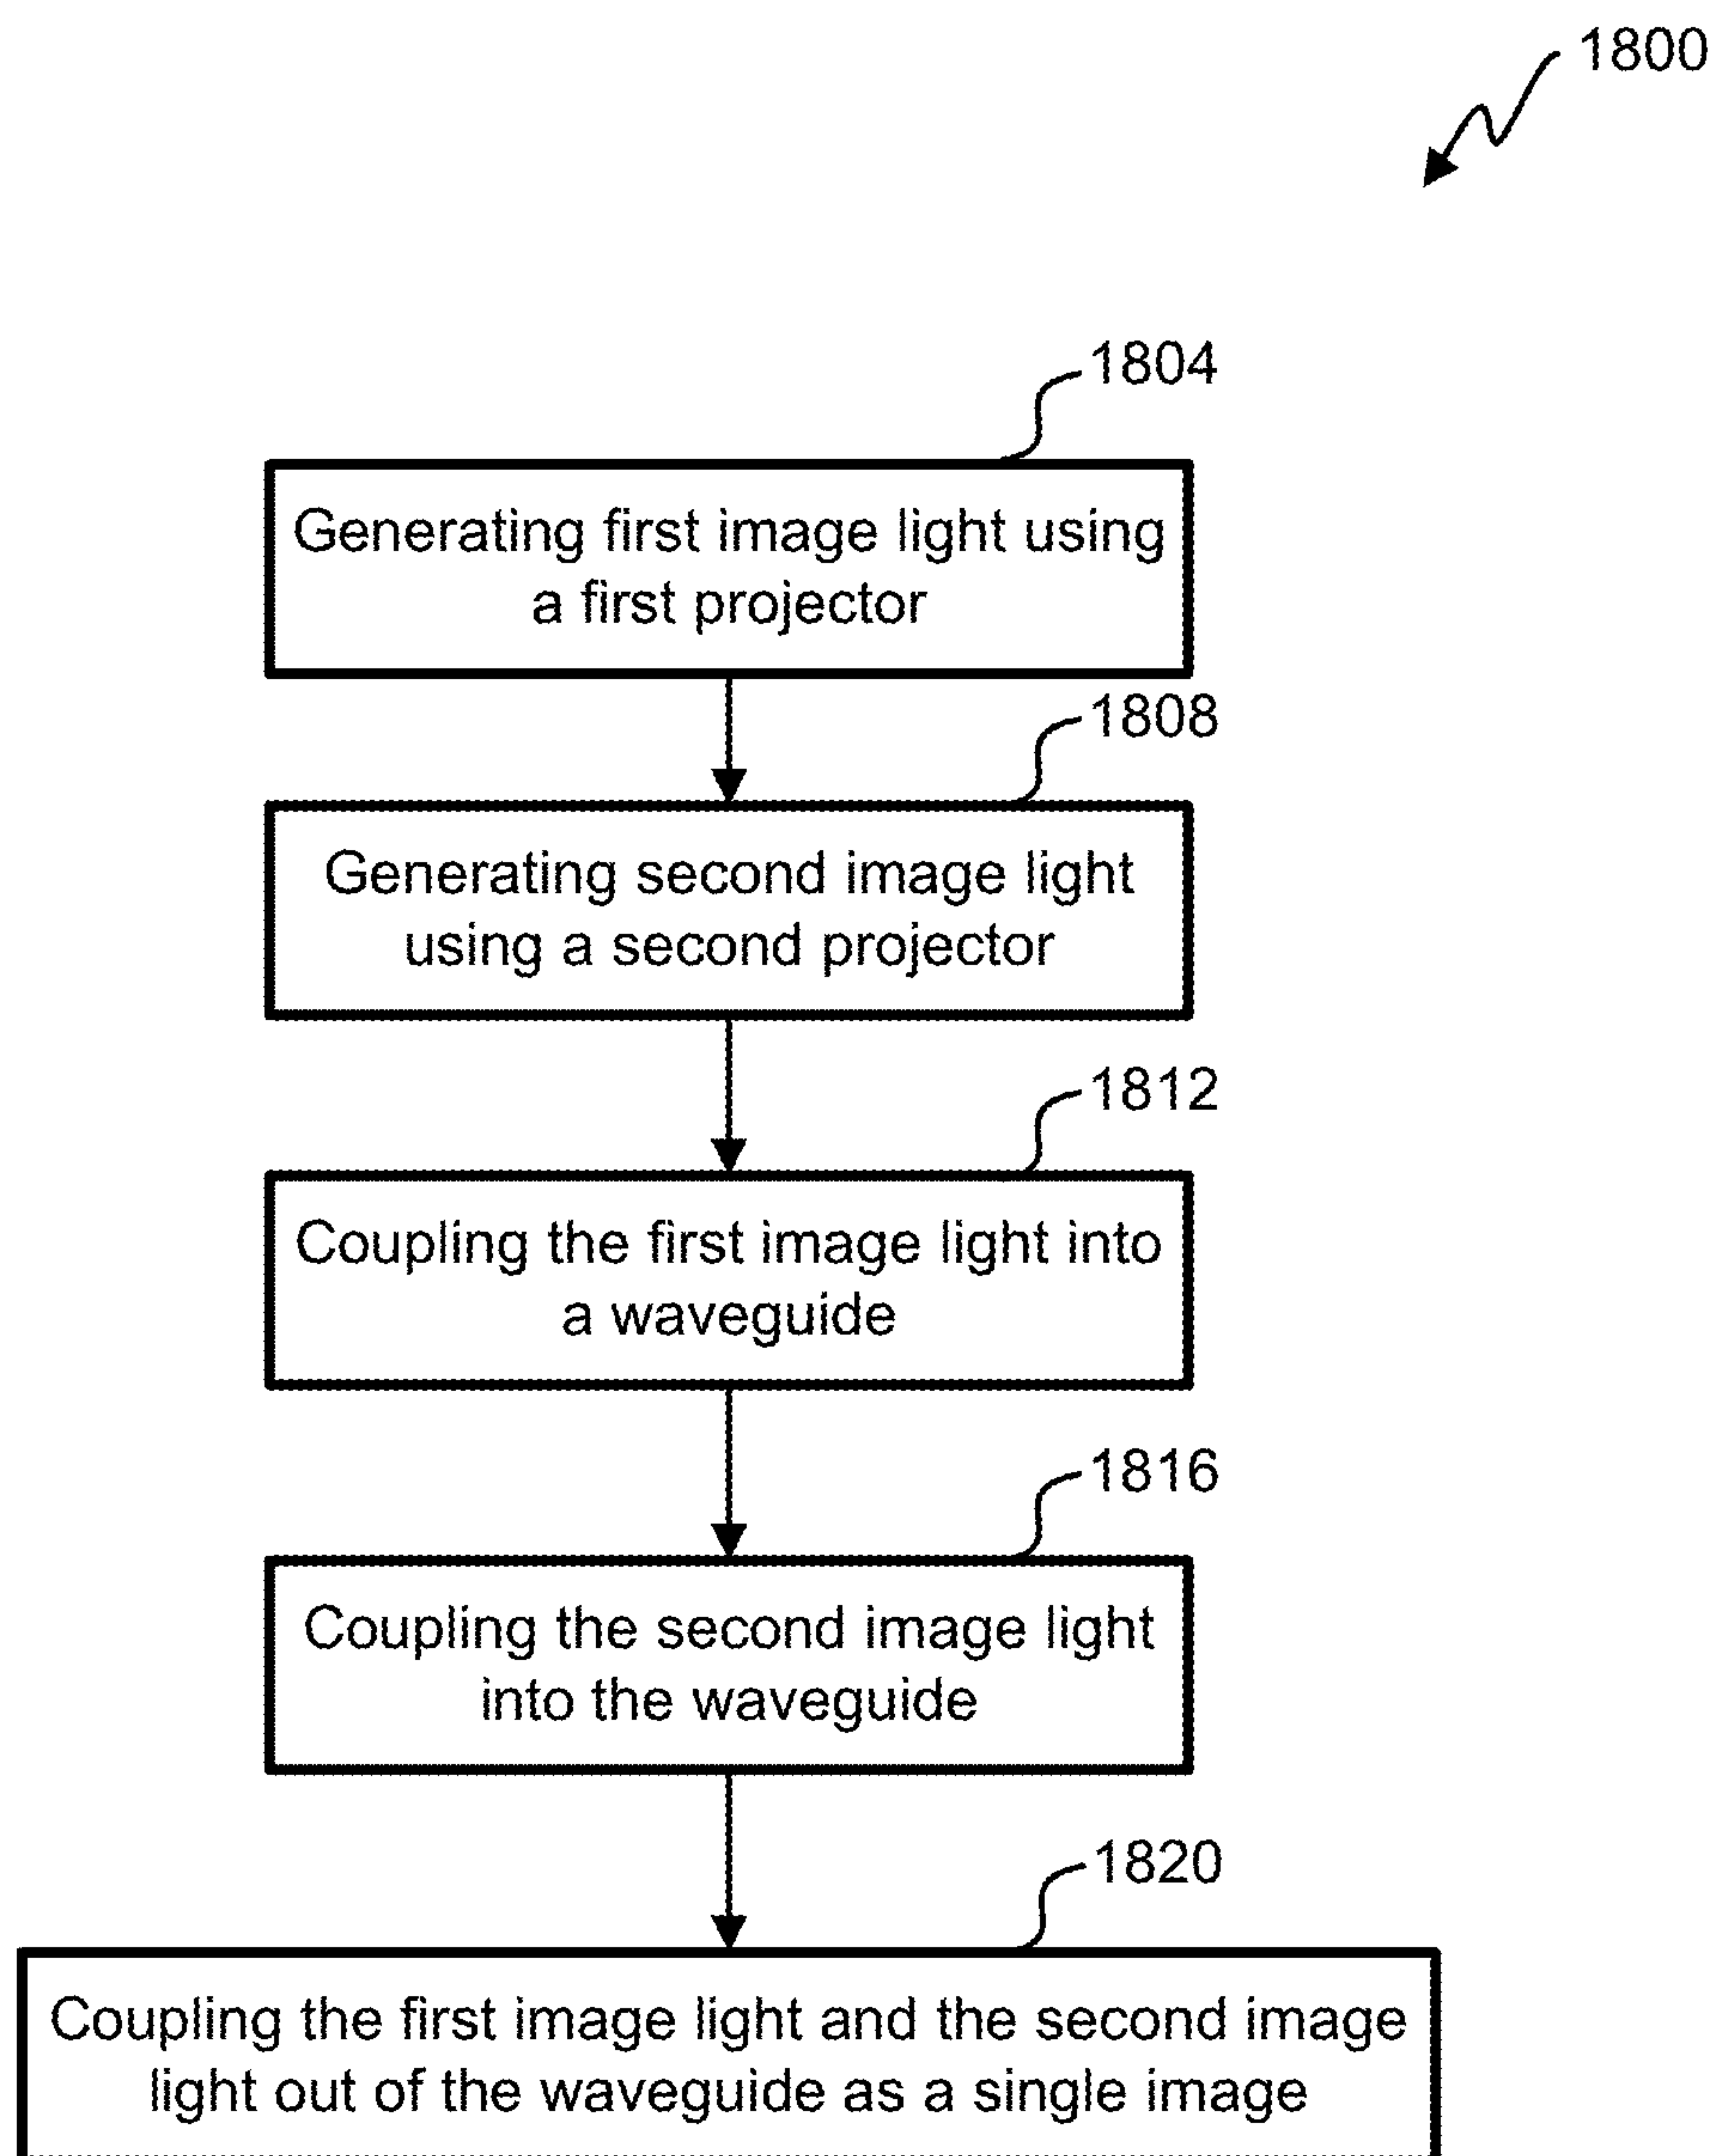 1800
1804
Generating first image light using
a first projector
1808
Generating second image light
using a second projector
1812
Coupling the first image light into
a waveguide
1816
Coupling the second image light
into the waveguide
1820
Coupling the first image light and the second image
light out of the waveguide as a single image